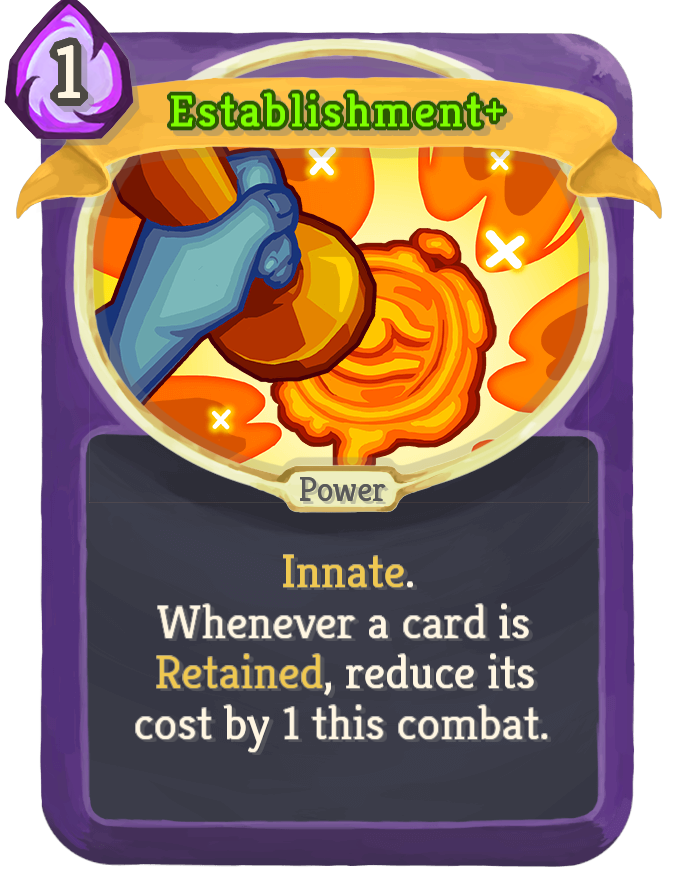 1
Establishment+
Power
Innate.
Whenever a card is
Retained, reduce its
cost by 1 this combat.